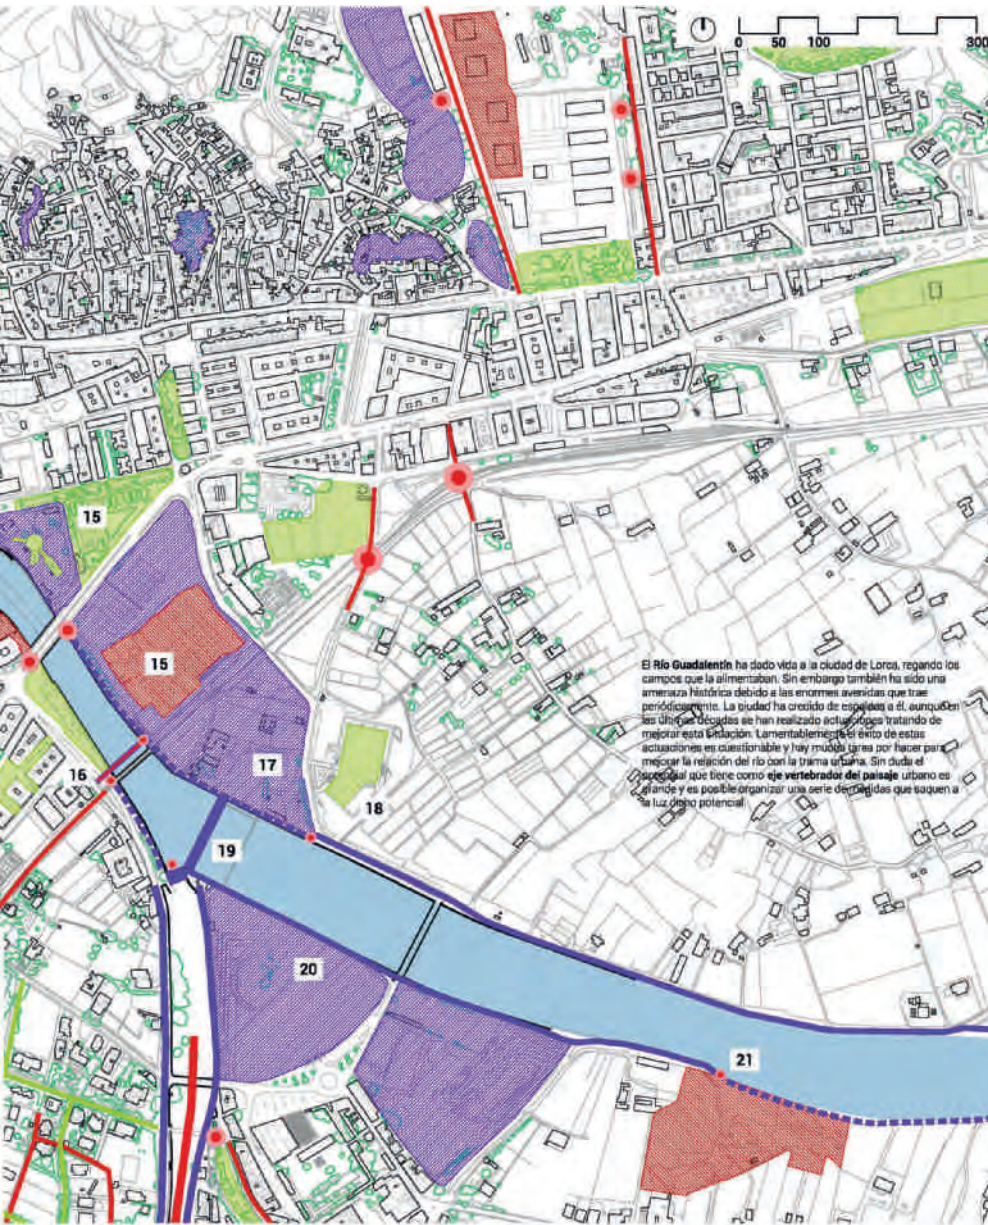 0 50 100 300
15
15
17
16
18
19
20
21
El Río Guadalentín ha dado vida a la ciudad de Lorca, regando los
campos que la alimentaban. Sin embargo también ha sido una
amenaza histórica debido a las enormes avenidas que trae
periódicamente. La ciudad ha crecido de espaldas a él, aunque en
las últimas décadas se han realizado actuaciones tratando de
mejorar esta situación. Lamentablemente el éxito de estas
actuaciones es cuestionable y hay mucha tarea por hacer para
mejorar la relación del río con la trama urbana. Sin duda el
potencial que tiene como eje vertebrador del paisaje urbano es
grande y es posible organizar una serie de medidas que saquen a
la luz dicho potencial.